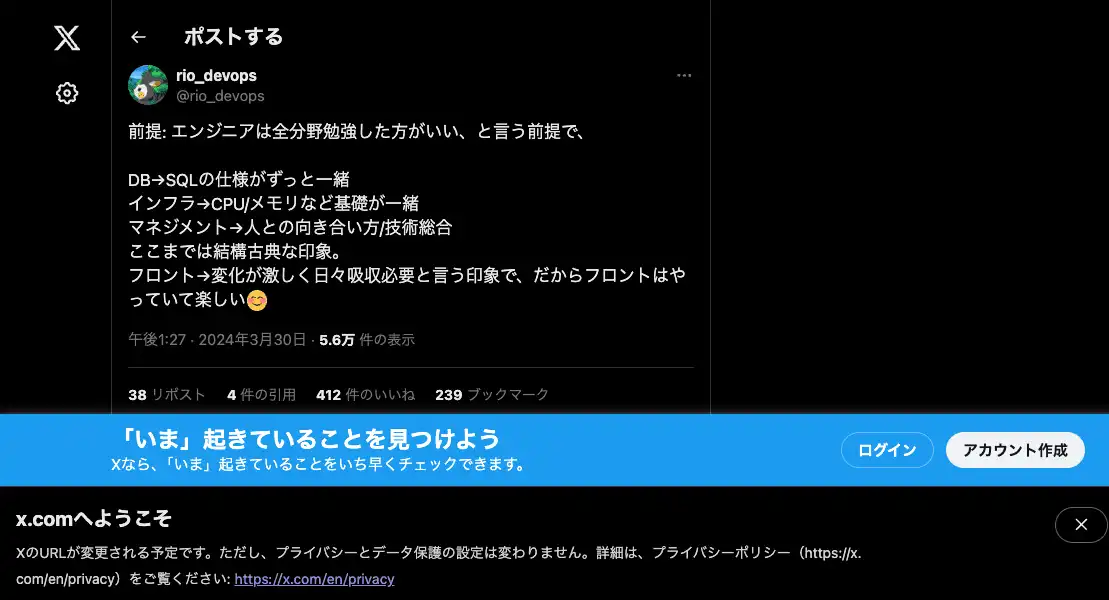 ポストする
rio_devops
@rio_devops
前提: エンジニアは全分野勉強した方がいい、と言う前提で、
DB→SQLの仕様がずっと一緒
インフラ→CPU/メモリなど基礎が一緒
マネジメント→人との向き合い方/技術総合
ここまでは結構古典な印象。
フロント→変化が激しく日々吸収必要と言う印象で、だからフロントはや
っていて楽しい😊
午後1:27 · 2024年3月30日 · 5.6万 件の表示
38 リポスト 4 件の引用 412 件のいいね 239 ブックマーク
「いま」起きていることを見つけよう
Xなら、「いま」起きていることをいち早くチェックできます。
ログイン
アカウント作成
x.comへようこそ
XのURLが変更される予定です。ただし、プライバシーとデータ保護の設定は変わりません。詳細は、プライバシーポリシー（https://x.
com/en/privacy）をご覧ください: https://x.com/en/privacy